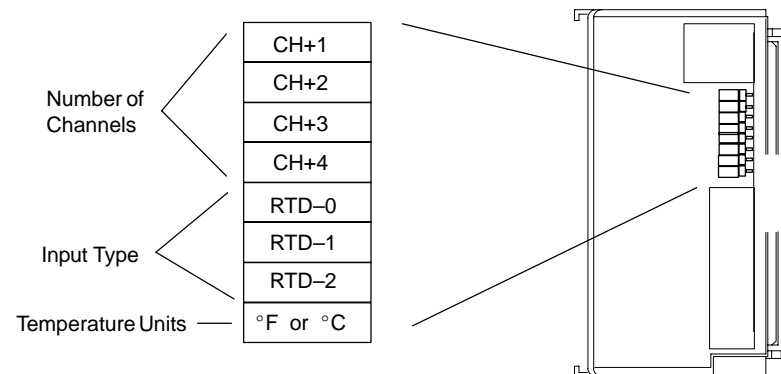 CH+1
CH+2
Number of
Channels
CH+3
CH+4
RTD–0
Input Type
RTD–1
RTD–2
Temperature Units
°F or °C